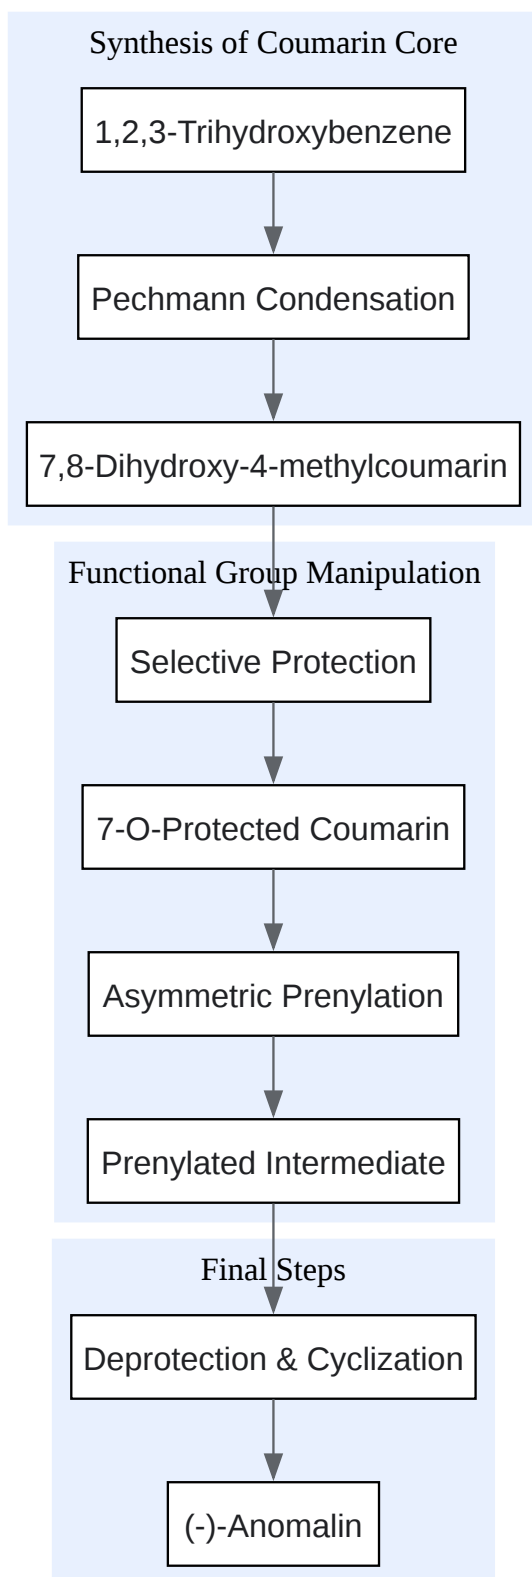 Synthesis of Coumarin Core
1,2,3-Trihydroxybenzene
Pechmann Condensation
7,8-Dihydroxy-4-methylcoumarin
Functional Group Manipulation
Selective Protection
7-O-Protected Coumarin
Asymmetric Prenylation
Prenylated Intermediate
Final Steps
Deprotection & Cyclization
(-)-Anomalin